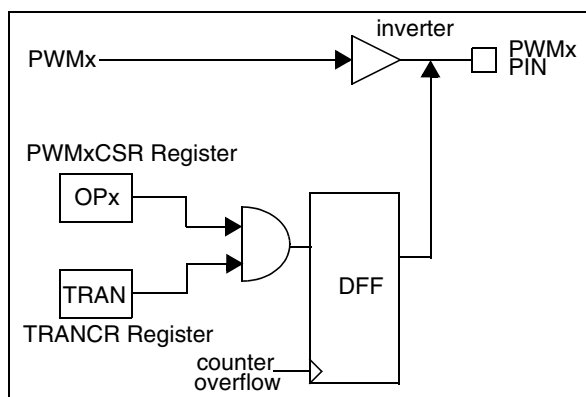 inverter
PWMx
PWMx
PIN
PWMxCSR Register
OPx
TRAN
DFF
TRANCR Register
counter
overflow